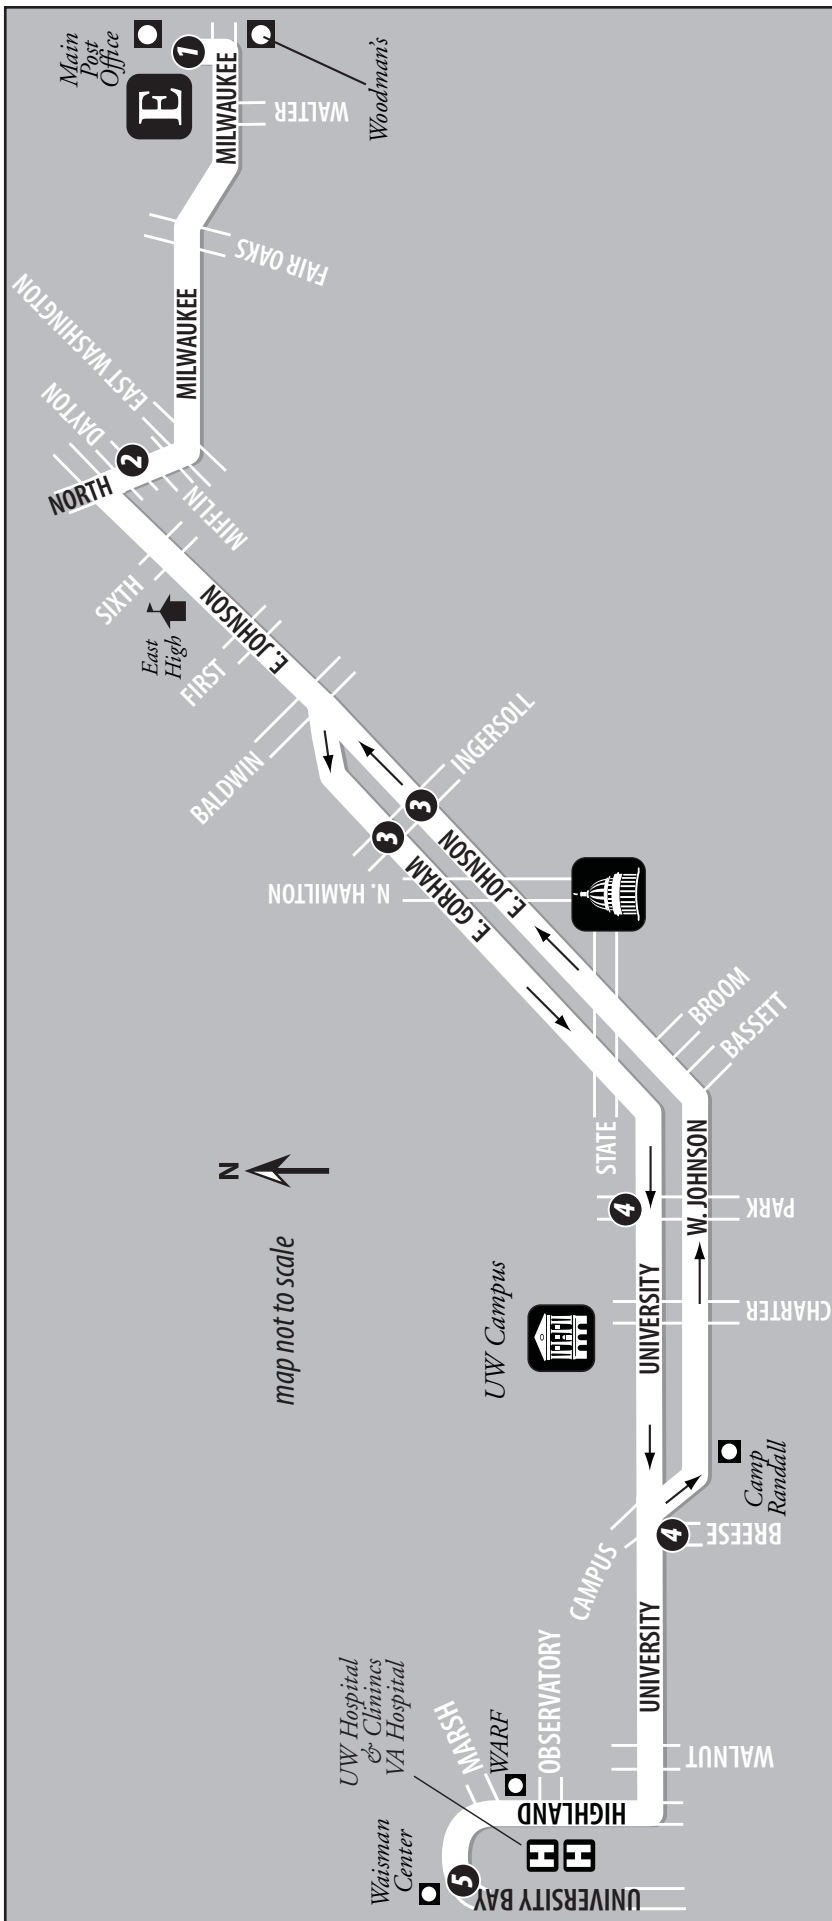 Main
Post
Office
1
E
MILWAUKEE
WALTER
Woodman's
FAIR OAKS
MILWAUKEE
EAST WASHINGTON
DAYTON
2
NORTH
MIFFLIN
SIXTH
East
High
E. JOHNSON
FIRST
BALDWIN
INGERSOLL
3
3
E. JOHNSON
E. GORHAM
N. HAMILTON
BROOM
BASSETT
STATE
N
map not to scale
4
PARK
W. JOHNSON
UW Campus
UNIVERSITY
CHARTER
Camp
Randall
4
BREESE
CAMPUS
UNIVERSITY
OBSERVATORY
WALNUT
UW Hospital
& Clinincs
VA Hospital
MARSH
WARF
HIGHLAND
H
H
Waisman
Center
5
UNIVERSITY BAY